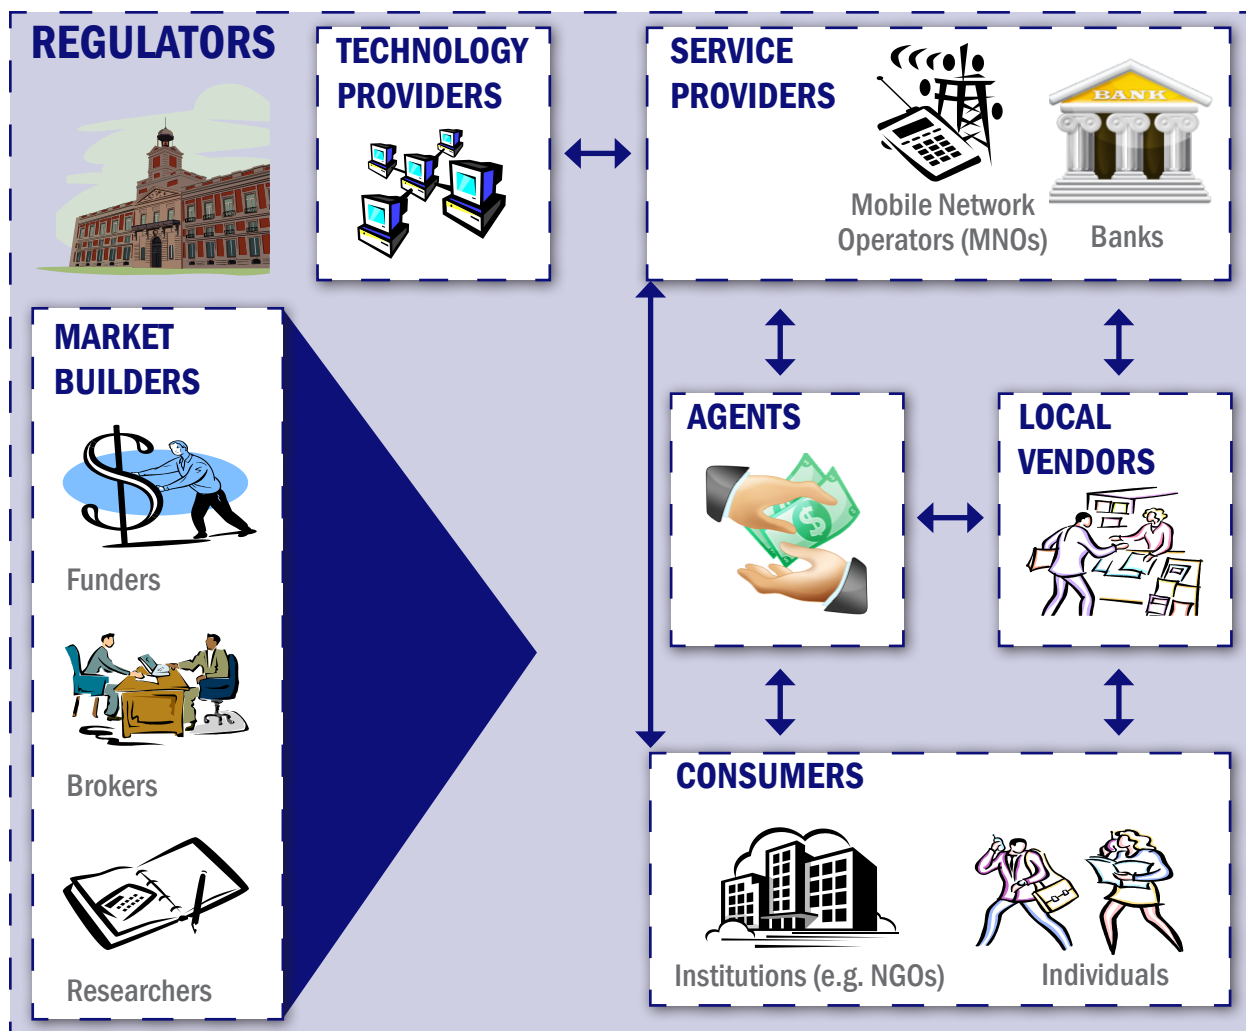 REGULATORS
TECHNOLOGY
PROVIDERS
SERVICE
PROVIDERS
BANK
Mobile Network
Operators (MNOs)
Banks
MARKET
BUILDERS
Funders
Brokers
Researchers
AGENTS
$
LOCAL
VENDORS
CONSUMERS
Institutions (e.g. NGOs)
Individuals